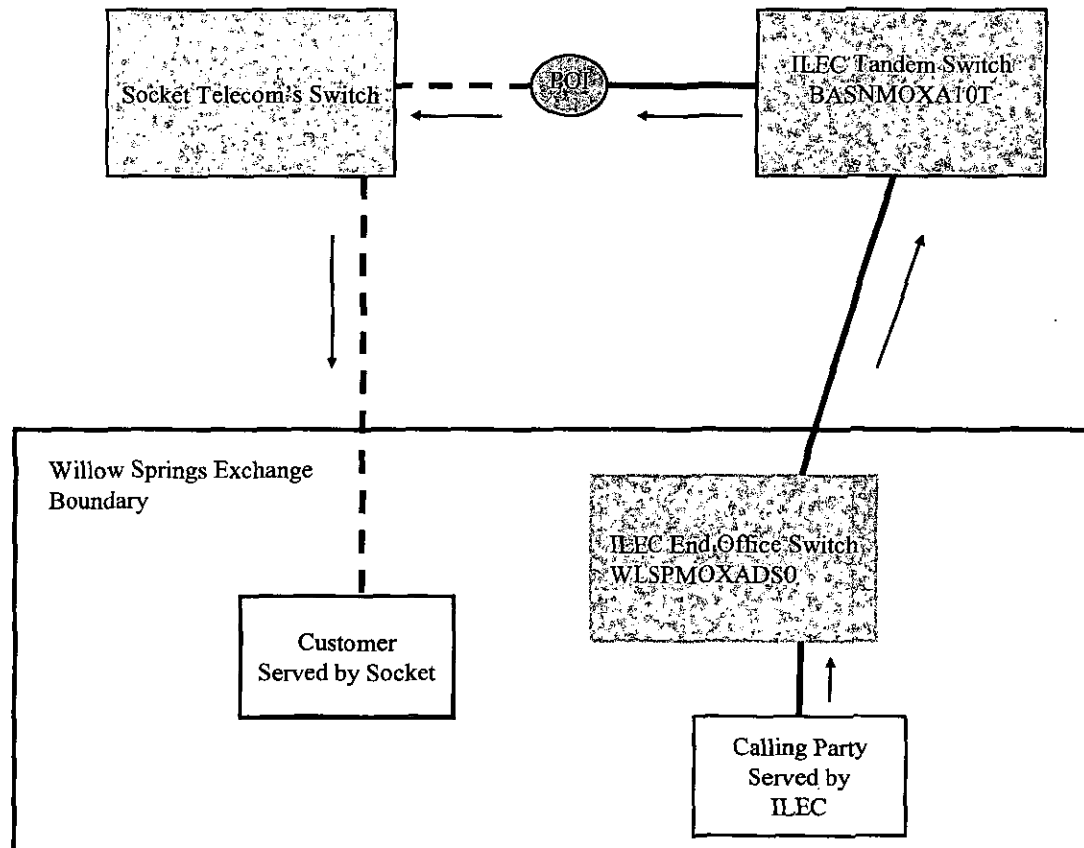 Socket Telecom's Switch
POI
ILEC Tandem Switch
BASNMOXA10T
Willow Springs Exchange
Boundary
ILEC End Office Switch
WLSPMOXADS0
Customer
Served by Socket
Calling Party
Served by
ILEC